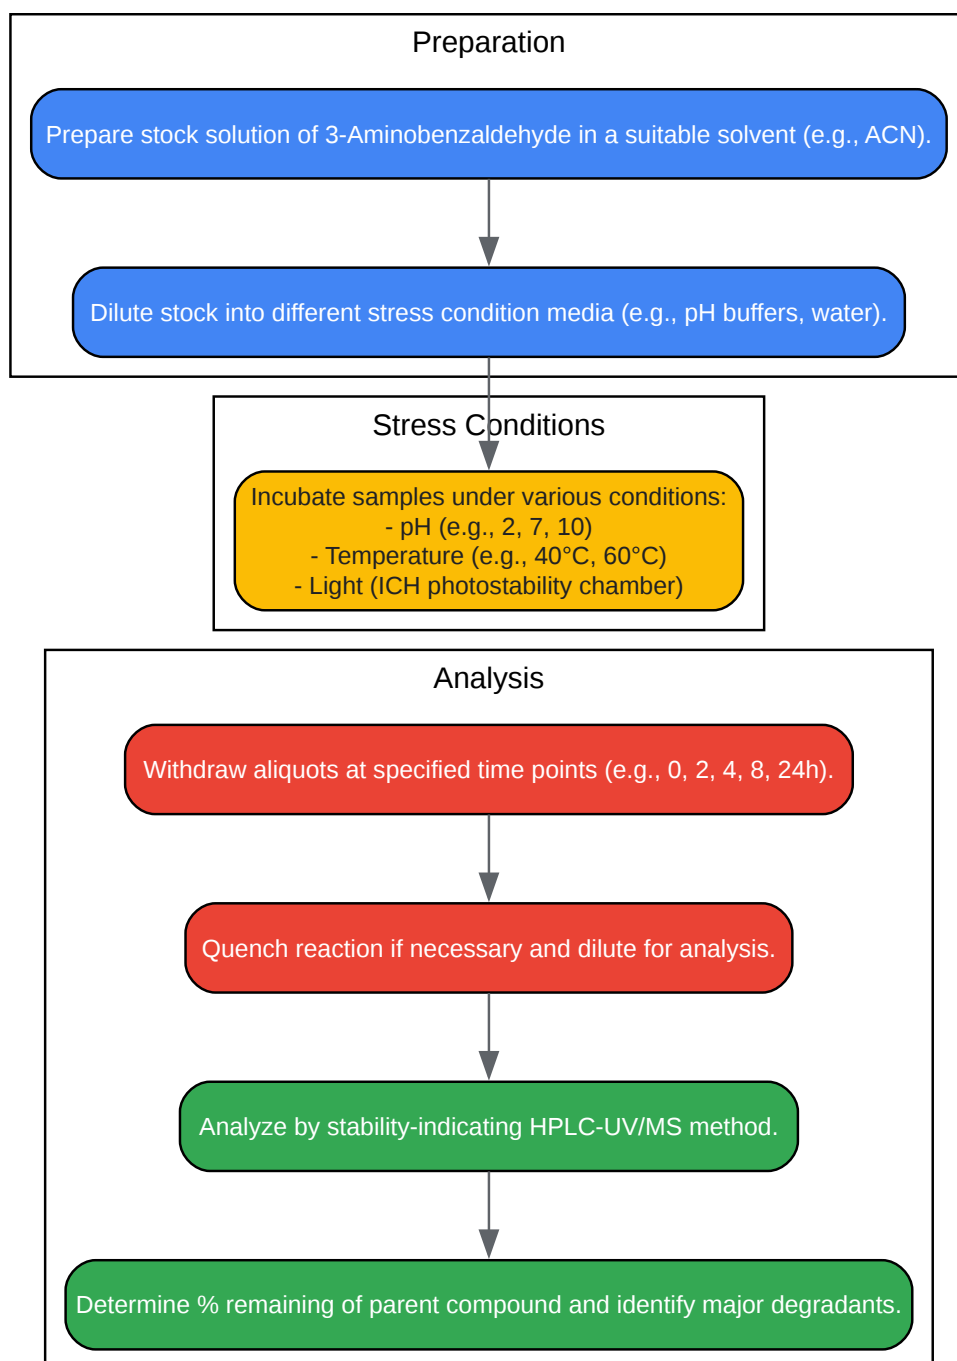 Preparation
Prepare stock solution of 3-Aminobenzaldehyde in a suitable solvent (e.g., ACN).
Dilute stock into different stress condition media (e.g., pH buffers, water).
Stress Conditions
Incubate samples under various conditions:
- pH (e.g., 2, 7, 10)
- Temperature (e.g., 40°C, 60°C)
- Light (ICH photostability chamber)
Analysis
Withdraw aliquots at specified time points (e.g., 0, 2, 4, 8, 24h).
Quench reaction if necessary and dilute for analysis.
Analyze by stability-indicating HPLC-UV/MS method.
Determine % remaining of parent compound and identify major degradants.